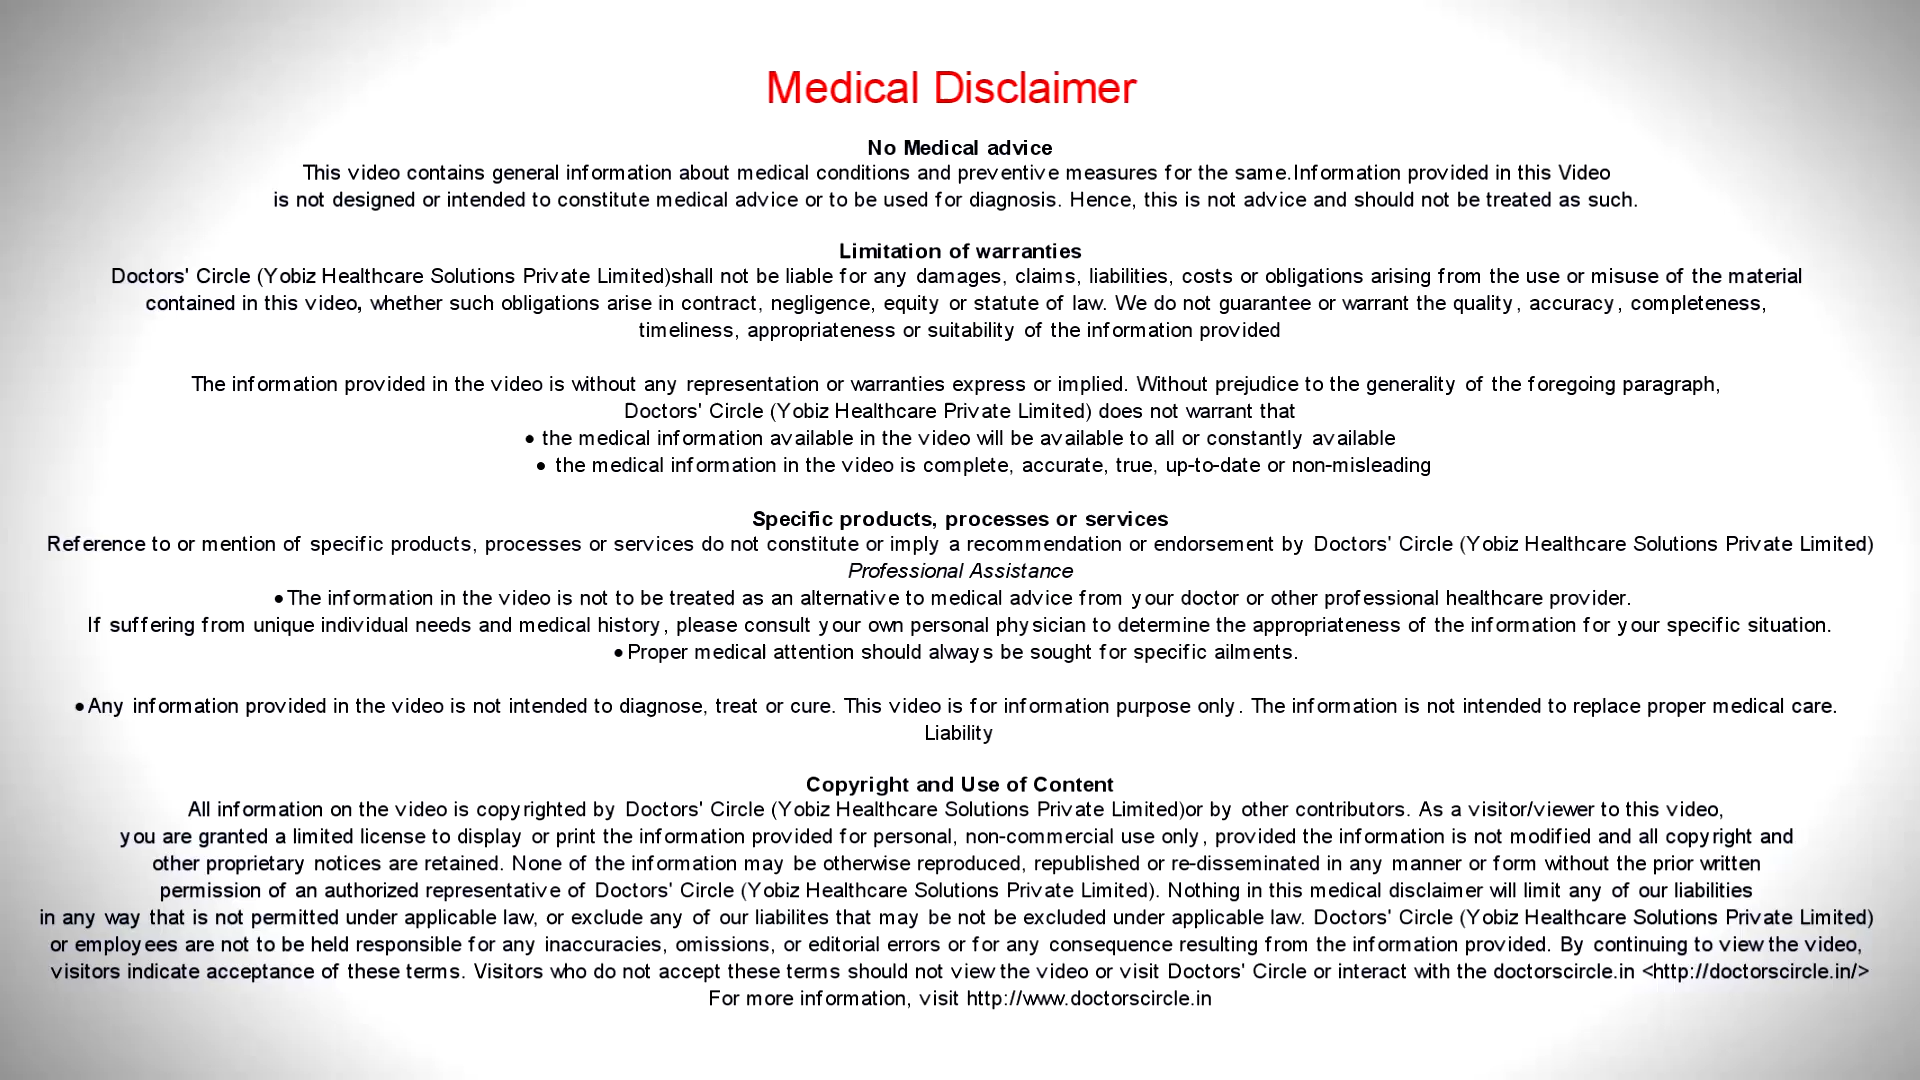 Medical Disclaimer
No Medical advice
This video contains general information about medical conditions and preventive measures for the same.Information provided in this Video
is not designed or intended to constitute medical advice or to be used for diagnosis. Hence, this is not advice and should not be treated as such.
Limitation of warranties
Doctors' Circle (Yobiz Healthcare Solutions Private Limited)shall not be liable for any damages, claims, liabilities, costs or obligations arising from the use or misuse of the material
contained in this video, whether such obligations arise in contract, negligence, equity or statute of law. We do not guarantee or warrant the quality, accuracy, completeness,
timeliness, appropriateness or suitability of the information provided
The information provided in the video is without any representation or warranties express or implied. Without prejudice to the generality of the foregoing paragraph,
Doctors' Circle (Yobiz Healthcare Private Limited) does not warrant that
• the medical information available in the video will be available to all or constantly available
• the medical information in the video is complete, accurate, true, up-to-date or non-misleading
Specific products, processes or services
Reference to or mention of specific products, processes or services do not constitute or imply a recommendation or endorsement by Doctors' Circle (Yobiz Healthcare Solutions Private Limited)
Professional Assistance
•The information in the video is not to be treated as an alternative to medical advice from your doctor or other professional healthcare provider.
If suffering from unique individual needs and medical history, please consult your own personal physician to determine the appropriateness of the information for your specific situation.
•Proper medical attention should always be sought for specific ailments.
•Any information provided in the video is not intended to diagnose, treat or cure. This video is for information purpose only. The information is not intended to replace proper medical care.
Liability
Copyright and Use of Content
All information on the video is copyrighted by Doctors' Circle (Yobiz Healthcare Solutions Private Limited)or by other contributors. As a visitor/viewer to this video,
you are granted a limited license to display or print the information provided for personal, non-commercial use only, provided the information is not modified and all copyright and
other proprietary notices are retained. None of the information may be otherwise reproduced, republished or re-disseminated in any manner or form without the prior written
permission of an authorized representative of Doctors' Circle (Yobiz Healthcare Solutions Private Limited). Nothing in this medical disclaimer will limit any of our liabilities
in any way that is not permitted under applicable law, or exclude any of our liabilites that may be not be excluded under applicable law. Doctors' Circle (Yobiz Healthcare Solutions Private Limited)
or employees are not to be held responsible for any inaccuracies, omissions, or editorial errors or for any consequence resulting from the information provided. By continuing to view the video,
visitors indicate acceptance of these terms. Visitors who do not accept these terms should not view the video or visit Doctors' Circle or interact with the doctorscircle.in <http://doctorscircle.in/>
For more information, visit http://www.doctorscircle.in